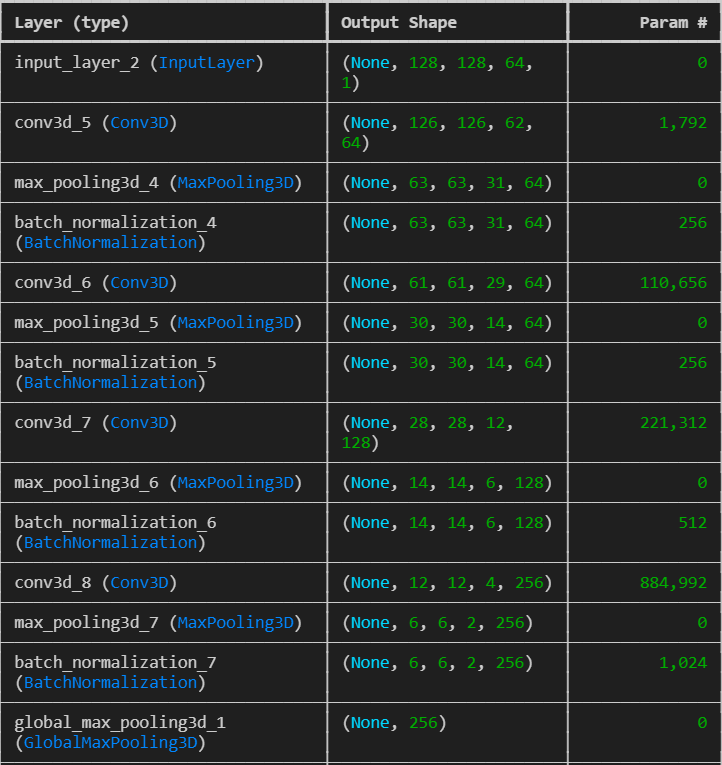 Layer (type) Output Shape Param #
input_layer_2 (InputLayer) (None, 128, 128, 64, 0
1)
conv3d_5 (Conv3D) (None, 126, 126, 62, 1,792
64)
max_pooling3d_4 (MaxPooling3D) (None, 63, 63, 31, 64) 0
batch_normalization_4 (None, 63, 63, 31, 64) 256
(BatchNormalization)
conv3d_6 (Conv3D) (None, 61, 61, 29, 64) 110,656
max_pooling3d_5 (MaxPooling3D) (None, 30, 30, 14, 64) 0
batch_normalization_5 (None, 30, 30, 14, 64) 256
(BatchNormalization)
conv3d_7 (Conv3D) (None, 28, 28, 12, 221,312
128)
max_pooling3d_6 (MaxPooling3D) (None, 14, 14, 6, 128) 0
batch_normalization_6 (None, 14, 14, 6, 128) 512
(BatchNormalization)
conv3d_8 (Conv3D) (None, 12, 12, 4, 256) 884,992
max_pooling3d_7 (MaxPooling3D) (None, 6, 6, 2, 256) 0
batch_normalization_7 (None, 6, 6, 2, 256) 1,024
(BatchNormalization)
global_max_pooling3d_1 (None, 256) 0
(GlobalMaxPooling3D)